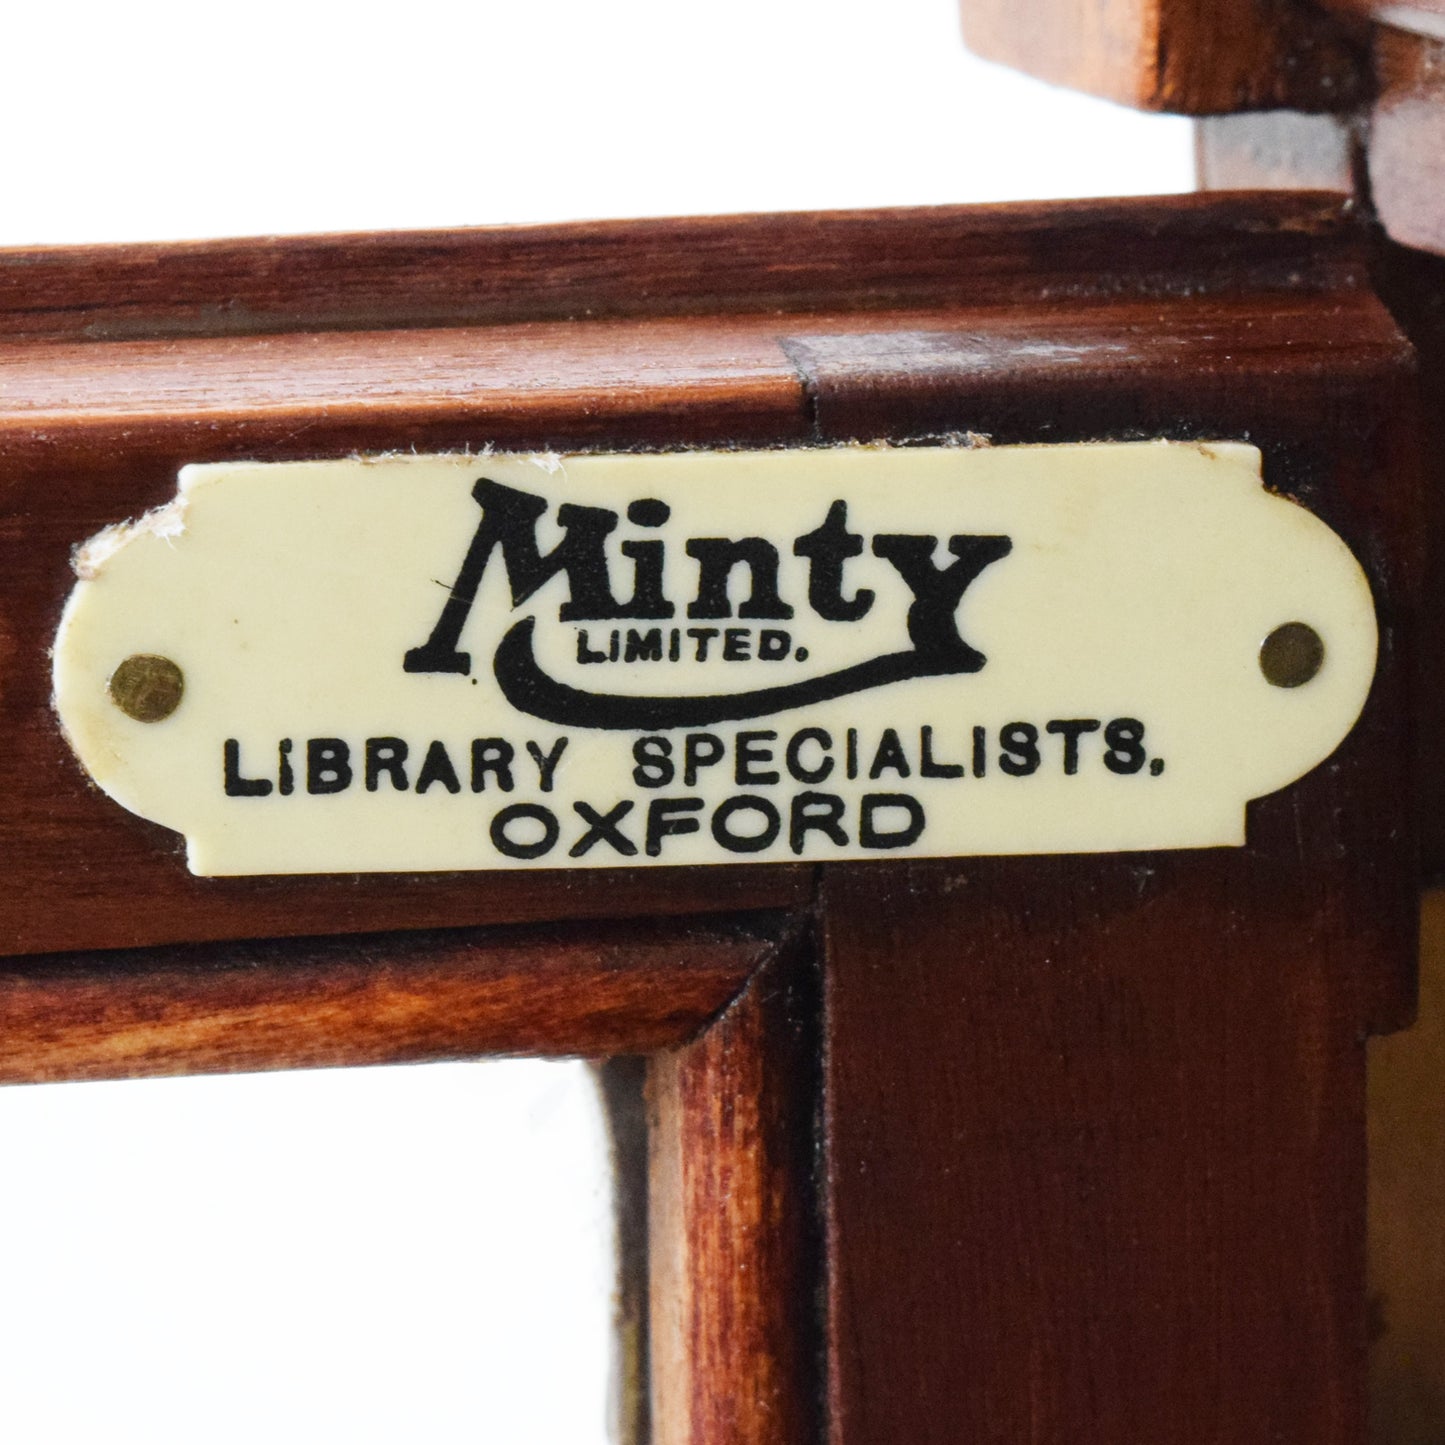 Minty
LIMITED.
LIBRARY SPECIALISTS,
OXFORD